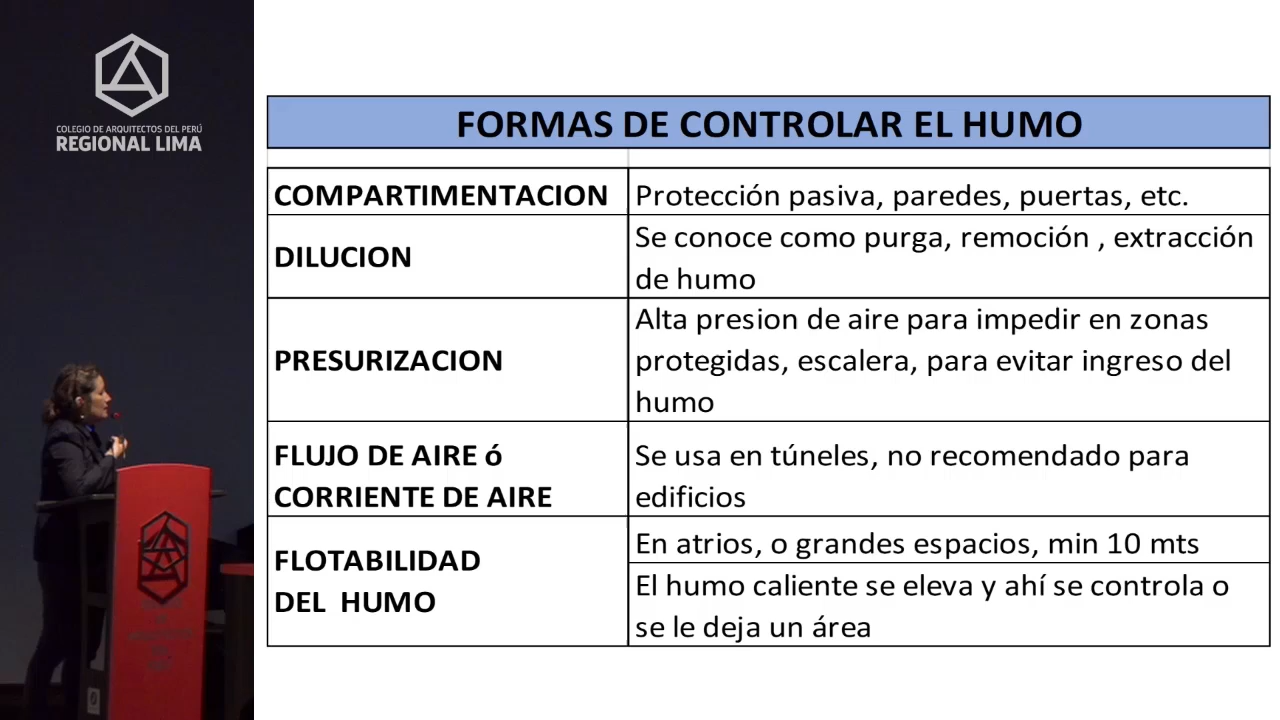 COLEGIO DE ARQUITECTOS DEL PERÚ
REGIONAL LIMA
FORMAS DE CONTROLAR EL HUMO
COMPARTIMENTACION
Protección pasiva, paredes, puertas, etc.
DILUCION
Se conoce como purga, remoción , extracción
de humo
PRESURIZACION
Alta presion de aire para impedir en zonas
protegidas, escalera, para evitar ingreso del
humo
FLUJO DE AIRE ó
CORRIENTE DE AIRE
Se usa en túneles, no recomendado para
edificios
FLOTABILIDAD
DEL HUMO
En atrios, o grandes espacios, min 10 mts
El humo caliente se eleva y ahí se controla o
se le deja un área